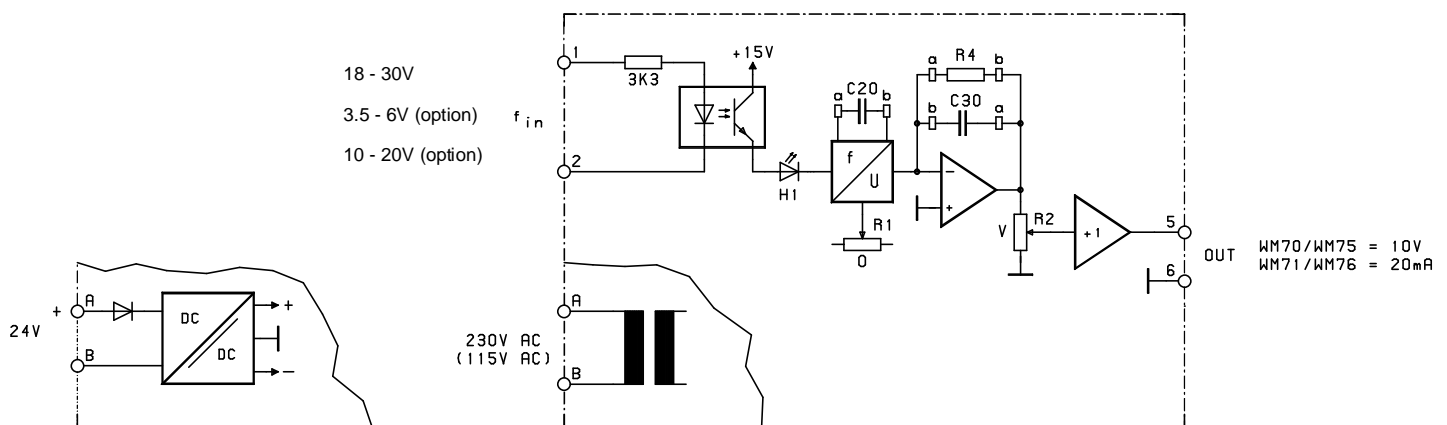 18 - 30V
3.5 - 6V (option)
10 - 20V (option)
f in
1
3K3
2
+15V
H1
a
C20
b
f
U
R1
0
a
R4
b
b
C30
a
-
+
V
R2
+1
5
6
OUT
WM70/WM75 = 10V
WM71/WM76 = 20mA
24V
+
A
B
DC
DC
+
-
230V AC
(115V AC)
A
B